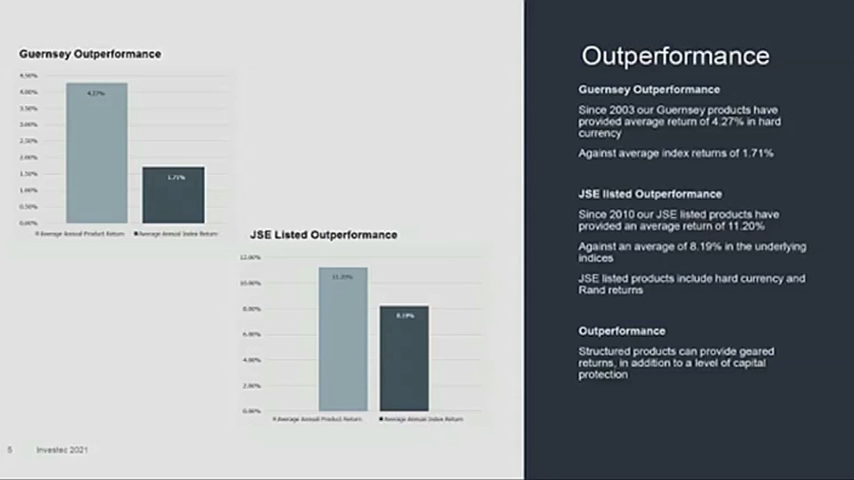 Guernsey Outperformance
4.50%
4.00%
3.50%
3.00%
2.50%
2.00%
1.50%
1.00%
0.50%
0.00%
4.27%
1.71%
Average Annual Product Return
Average Annual Index Return
JSE Listed Outperformance
12.00%
10.00%
8.00%
6.00%
4.00%
2.00%
0.00%
11.20%
8.19%
Average Annual Product Return
Average Annual Index Return
5
Investec 2021
Outperformance
Guernsey Outperformance
Since 2003 our Guernsey products have
provided average return of 4.27% in hard
currency
Against average index returns of 1.71%
JSE listed Outperformance
Since 2010 our JSE listed products have
provided an average return of 11.20%
Against an average of 8.19% in the underlying
indices
JSE listed products include hard currency and
Rand returns
Outperformance
Structured products can provide geared
returns, in addition to a level of capital
protection